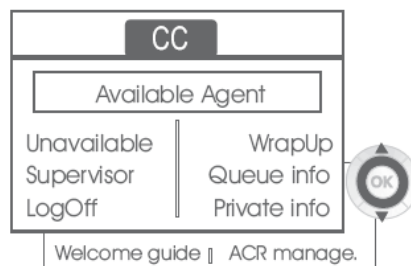 CC
Available Agent
Unavailable WrapUp
Supervisor Queue info
LogOff Private info
OK
Welcome guide ACR manage.